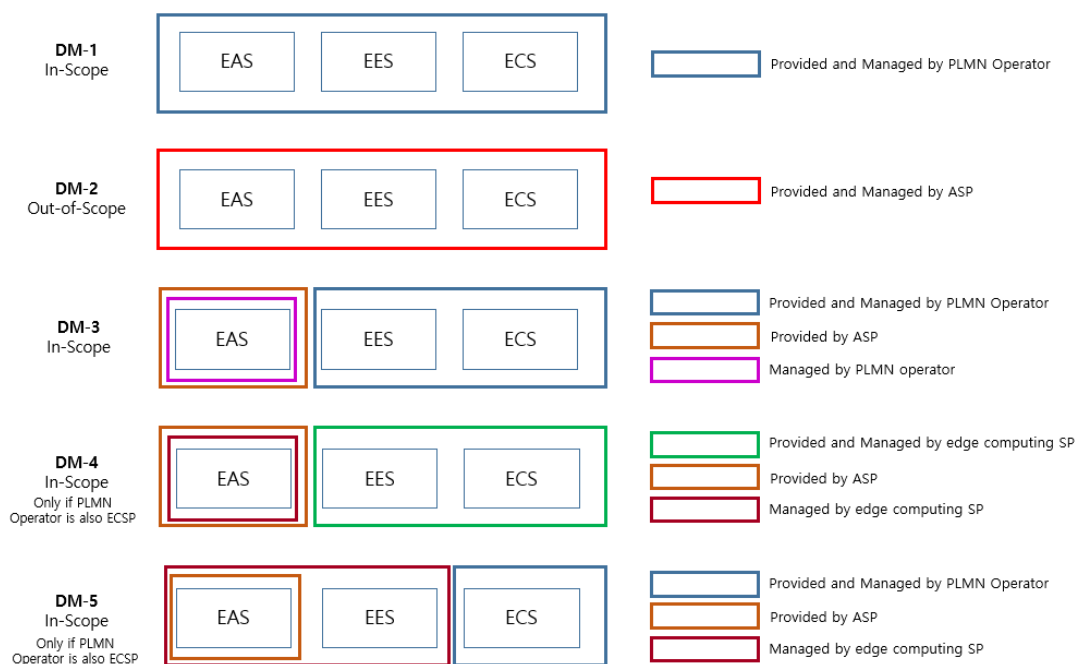 DM-1
In-Scope
EAS
EES
ECS
Provided and Managed by PLMN Operator
DM-2
Out-of-Scope
EAS
EES
ECS
Provided and Managed by ASP
DM-3
In-Scope
EAS
EES
ECS
Provided and Managed by PLMN Operator
Provided by ASP
Managed by PLMN operator
DM-4
In-Scope
Only if PLMN
Operator is also ECSP
EAS
EES
ECS
Provided and Managed by edge computing SP
Provided by ASP
Managed by edge computing SP
DM-5
In-Scope
Only if PLMN
Operator is also ECSP
EAS
EES
ECS
Provided and Managed by PLMN Operator
Provided by ASP
Managed by edge computing SP